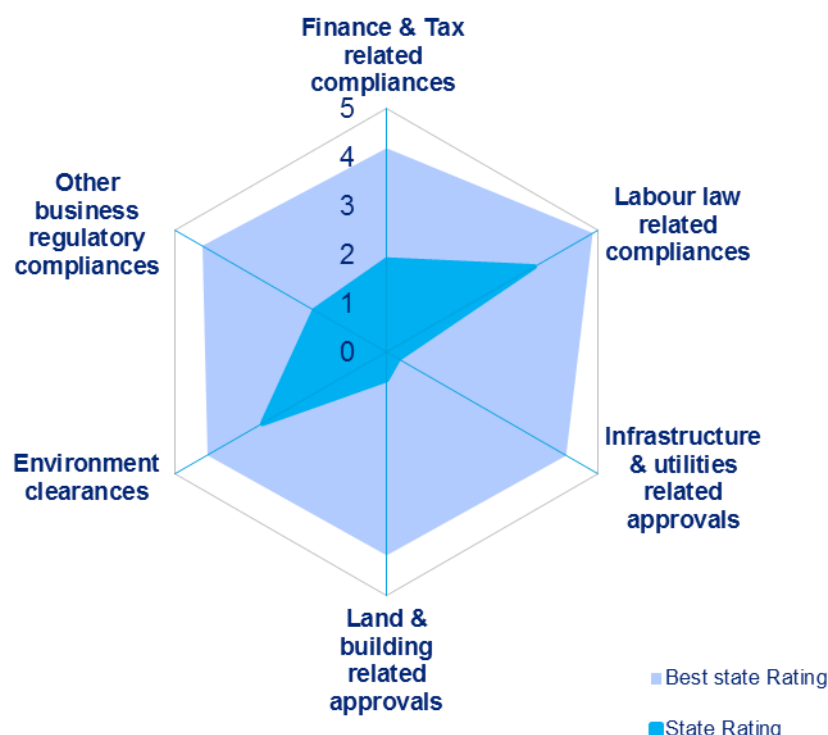 Finance & Tax
related
compliances
5
4
3
2
1
0
Other
business
regulatory
compliances
Labour law
related
compliances
Environment
clearances
Infrastructure
& utilities
related
approvals
Land &
building
related
approvals
Best state Rating
State Rating